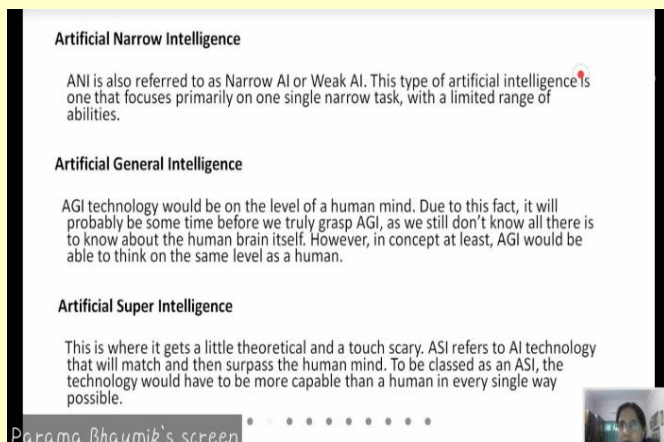 Artificial Narrow Intelligence
ANI is also referred to as Narrow AI or Weak AI. This type of artificial intelligence is
one that focuses primarily on one single narrow task, with a limited range of
abilities.
Artificial General Intelligence
AGI technology would be on the level of a human mind. Due to this fact, it will
probably be some time before we truly grasp AGI, as we still don't know all there is
to know about the human brain itself. However, in concept at least, AGI would be
able to think on the same level as a human.
Artificial Super Intelligence
This is where it gets a little theoretical and a touch scary. ASI refers to AI technology
that will match and then surpass the human mind. To be classed as an ASI, the
technology would have to be more capable than a human in every single way
possible.
Parama Bhaumik's screen